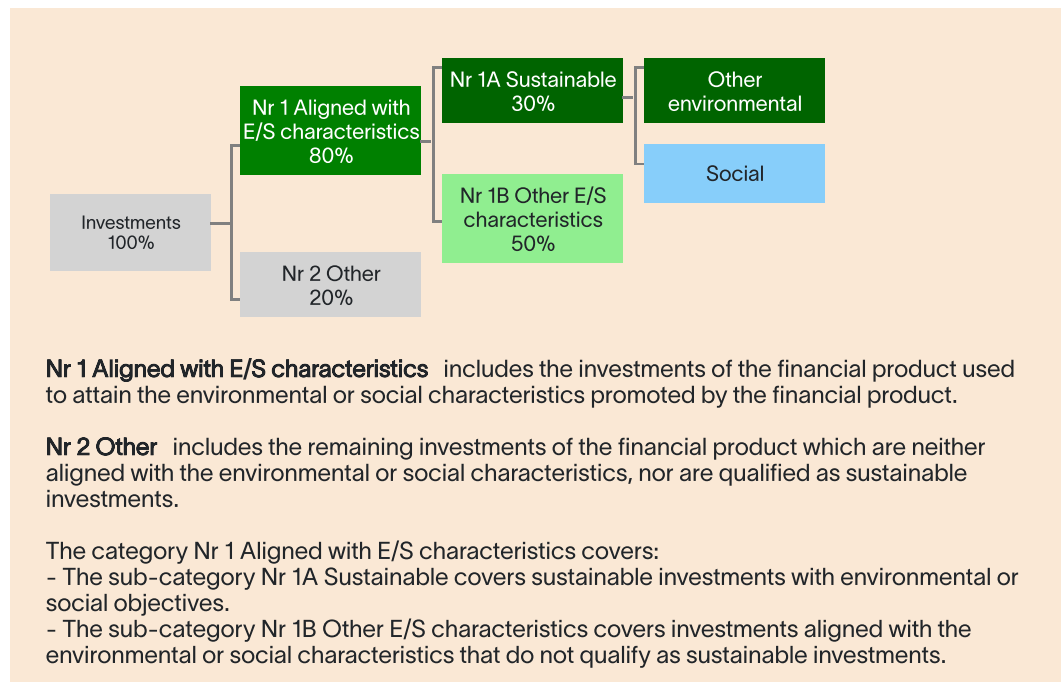 Nr 1A Sustainable
30%
Other
environmental
Nr 1 Aligned with
E/S characteristics
80%
Social
Nr 1B Other E/S
characteristics
50%
Investments
100%
Nr 2 Other
20%
Nr 1 Aligned with E/S characteristics includes the investments of the financial product used
to attain the environmental or social characteristics promoted by the financial product.
Nr 2 Other includes the remaining investments of the financial product which are neither
aligned with the environmental or social characteristics, nor are qualified as sustainable
investments.
The category Nr 1 Aligned with E/S characteristics covers:
- The sub-category Nr 1A Sustainable covers sustainable investments with environmental or
social objectives.
- The sub-category Nr 1B Other E/S characteristics covers investments aligned with the
environmental or social characteristics that do not qualify as sustainable investments.